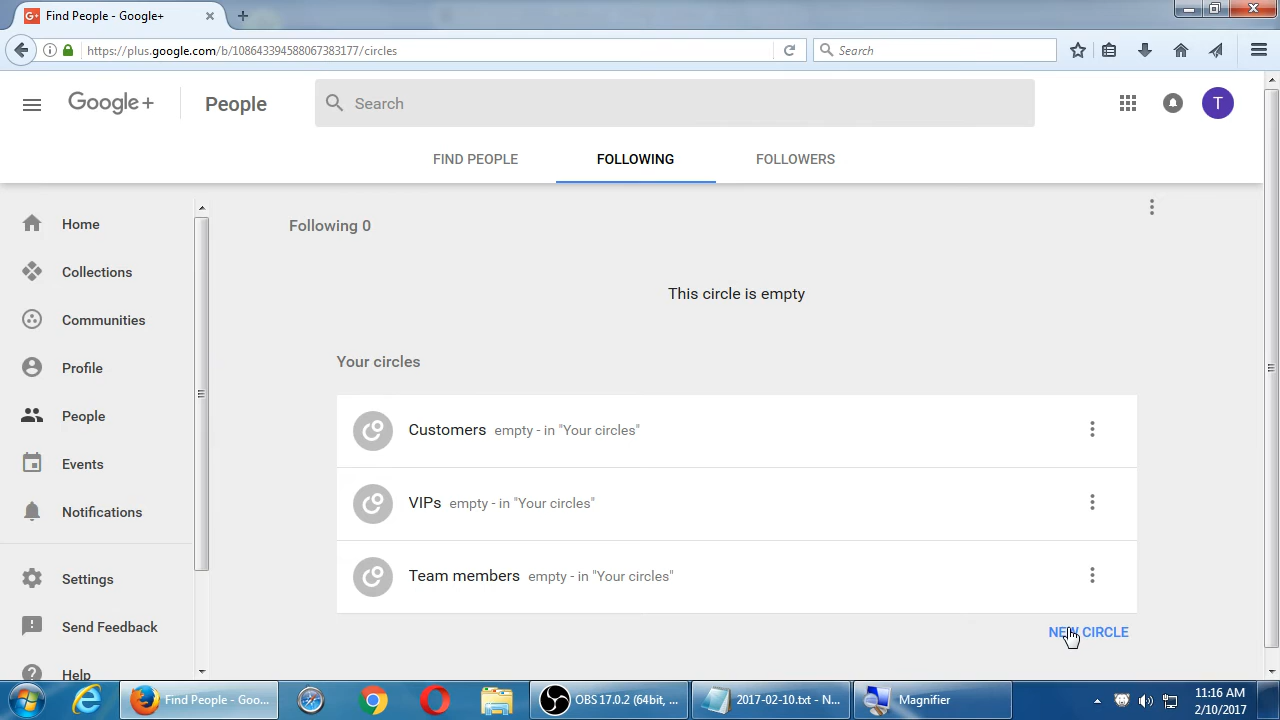 Find People - Google+
https://plus.google.com/b/108643394588067383177/circles
Search
Google+
People
Search
T
FIND PEOPLE
FOLLOWING
FOLLOWERS
Home
Collections
Communities
Profile
People
Events
Notifications
Settings
Send Feedback
Help
Following 0
This circle is empty
Your circles
Customers empty - in "Your circles"
VIPs empty - in "Your circles"
Team members empty - in "Your circles"
NEW CIRCLE
Find People - Goo...
OBS 17.0.2 (64bit, ...
2017-02-10.txt - N...
Magnifier
11:16 AM
2/10/2017